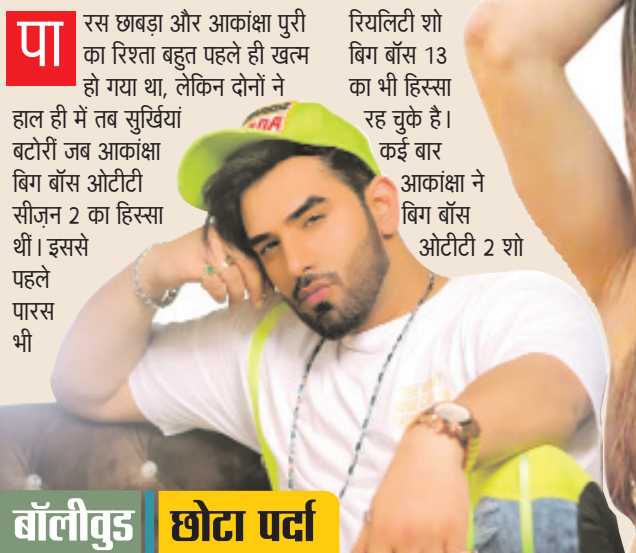 पारस छाबड़ा और आकांक्षा पुरी
का रिश्ता बहुत पहले ही खत्म
हो गया था, लेकिन दोनों ने
हाल ही में तब सुर्खियां
बटोरीं जब आकांक्षा
बिग बॉस ओटीटी
सीज़न 2 का हिस्सा
थीं। इससे
पहले
पारस
भी
रियलिटी शो
बिग बॉस 13
का भी हिस्सा
रह चुके है।
कई बार
आकांक्षा ने
बिग बॉस
ओटीटी 2 शो
बॉलीवुड छोटा पर्दा